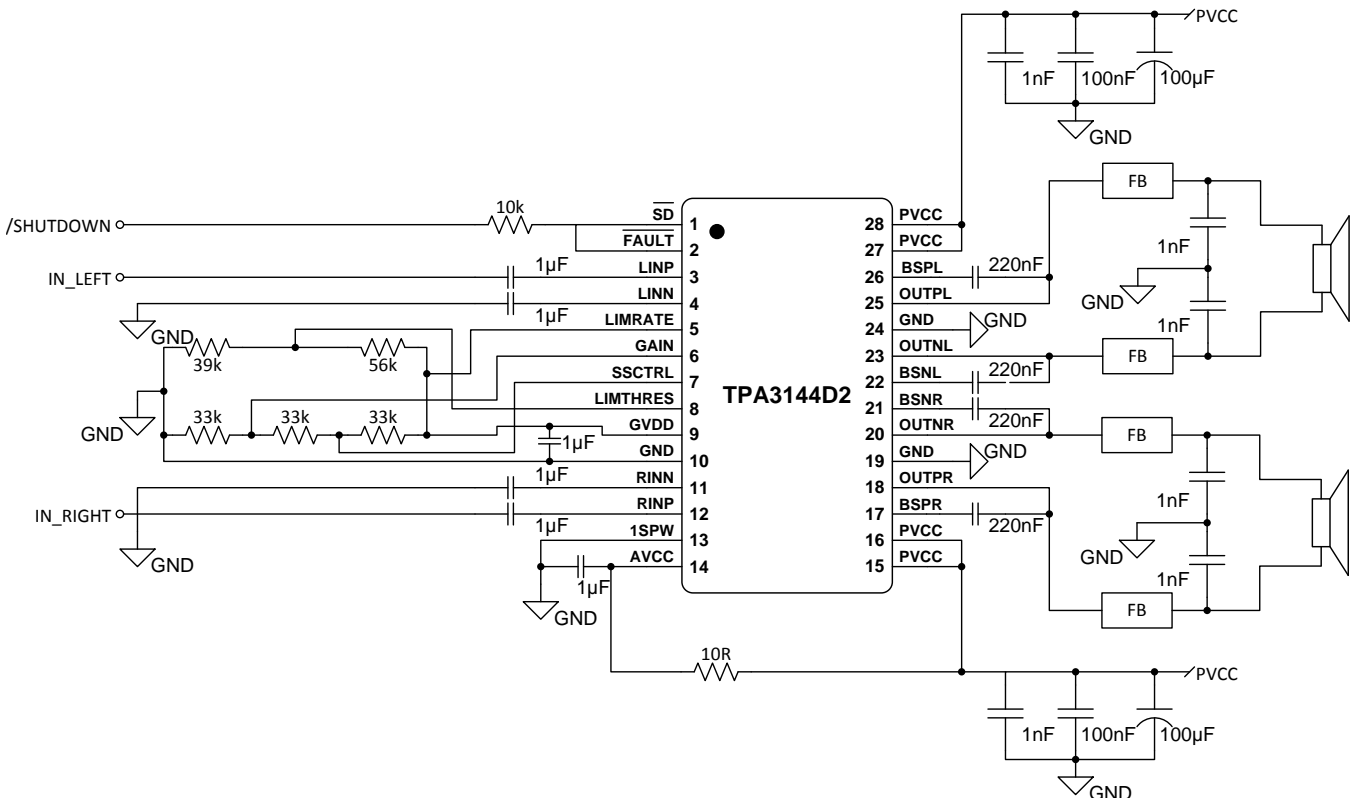 PVCC
1nF
100nF
100µF
GND
/SHUTDOWN
10k
IN_LEFT
1µF
1µF
GND
39k
56k
GND
33k
33k
33k
1µF
1µF
IN_RIGHT
1µF
GND
1µF
GND
10R
TPA3144D2
SD
1
FAULT
2
LINP
3
LINN
4
LIMRATE
5
GAIN
6
SSCTRL
7
LIMTHRES
8
GVDD
9
GND
10
RINN
11
RINP
12
1SPW
13
AVCC
14
28
PVCC
27
PVCC
26
BSPL
25
OUTPL
24
GND
23
OUTNL
22
BSNL
21
BSNR
20
OUTNR
19
GND
18
OUTPR
17
BSPR
16
PVCC
15
PVCC
220nF
GND
220nF
220nF
GND
220nF
FB
1nF
GND
1nF
FB
FB
1nF
GND
1nF
FB
PVCC
1nF
100nF
100µF
GND